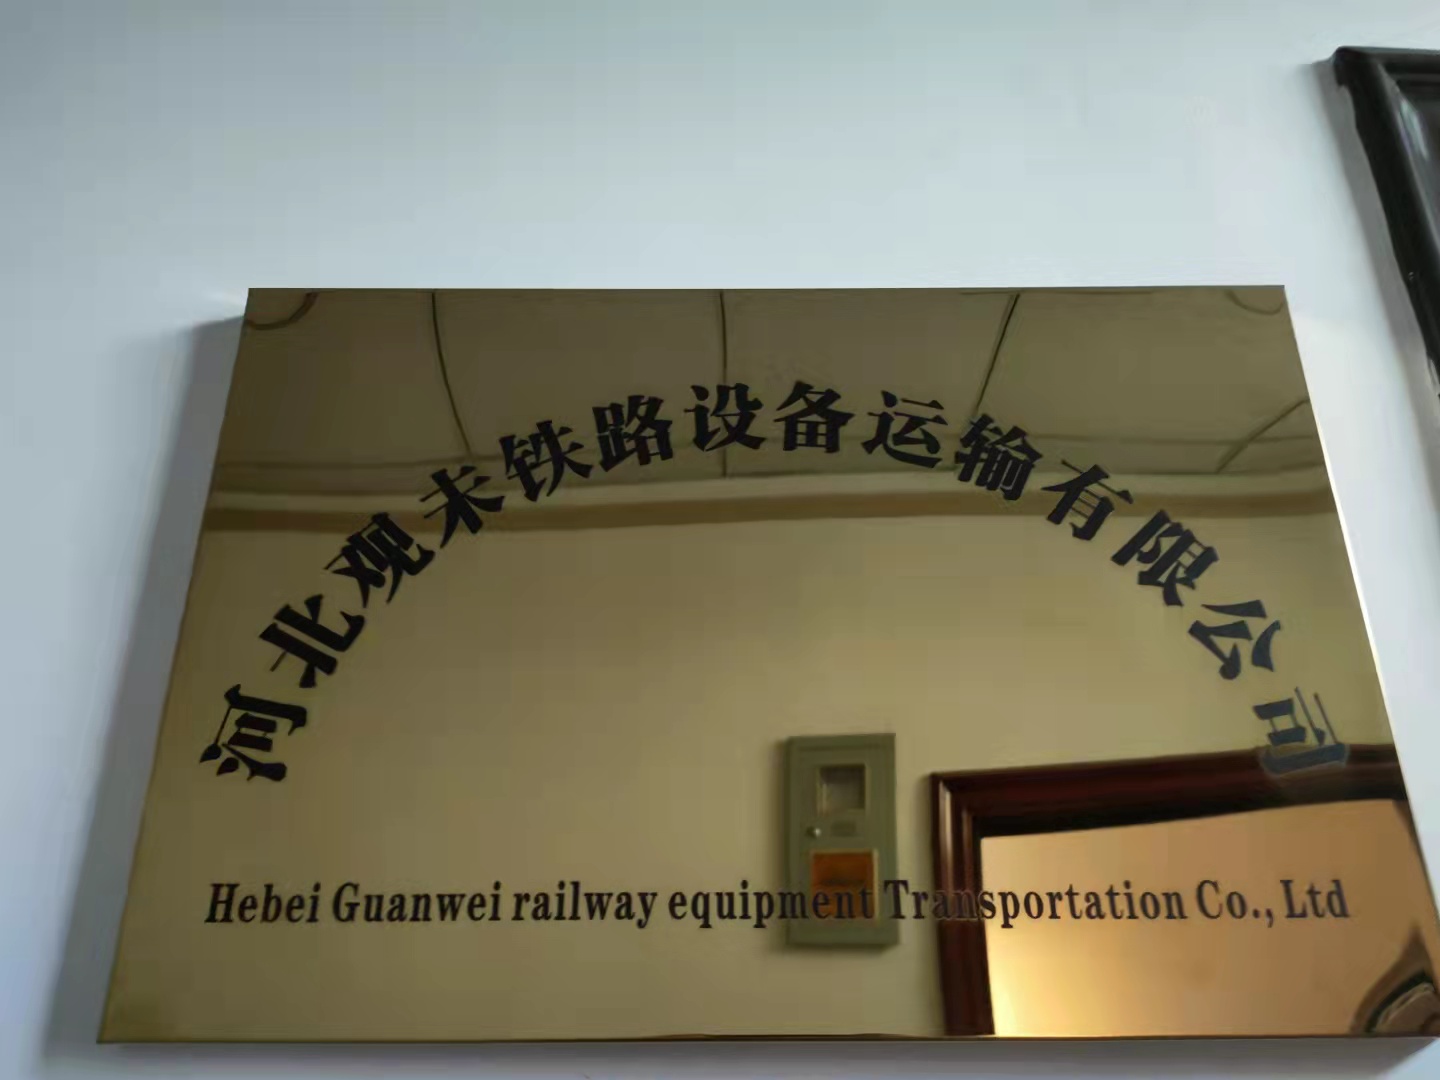 河北观未铁路设备运输有限公司
Hebei Guanwei railway equipment Transportation Co., Ltd